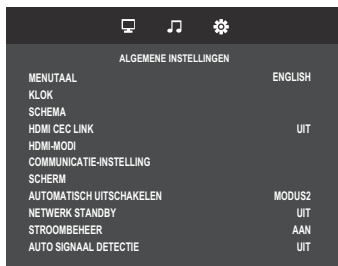 ALGEMENE INSTELLINGEN
MENUTAAL ENGLISH
KLOK
SCHEMA
HDMI CEC LINK UIT
HDMI-MODI
COMMUNICATIE-INSTELLING
SCHERM
AUTOMATISCH UITSCHAKELEN MODUS2
NETWERK STANDBY UIT
STROOMBEHEER AAN
AUTO SIGNAAL DETECTIE UIT